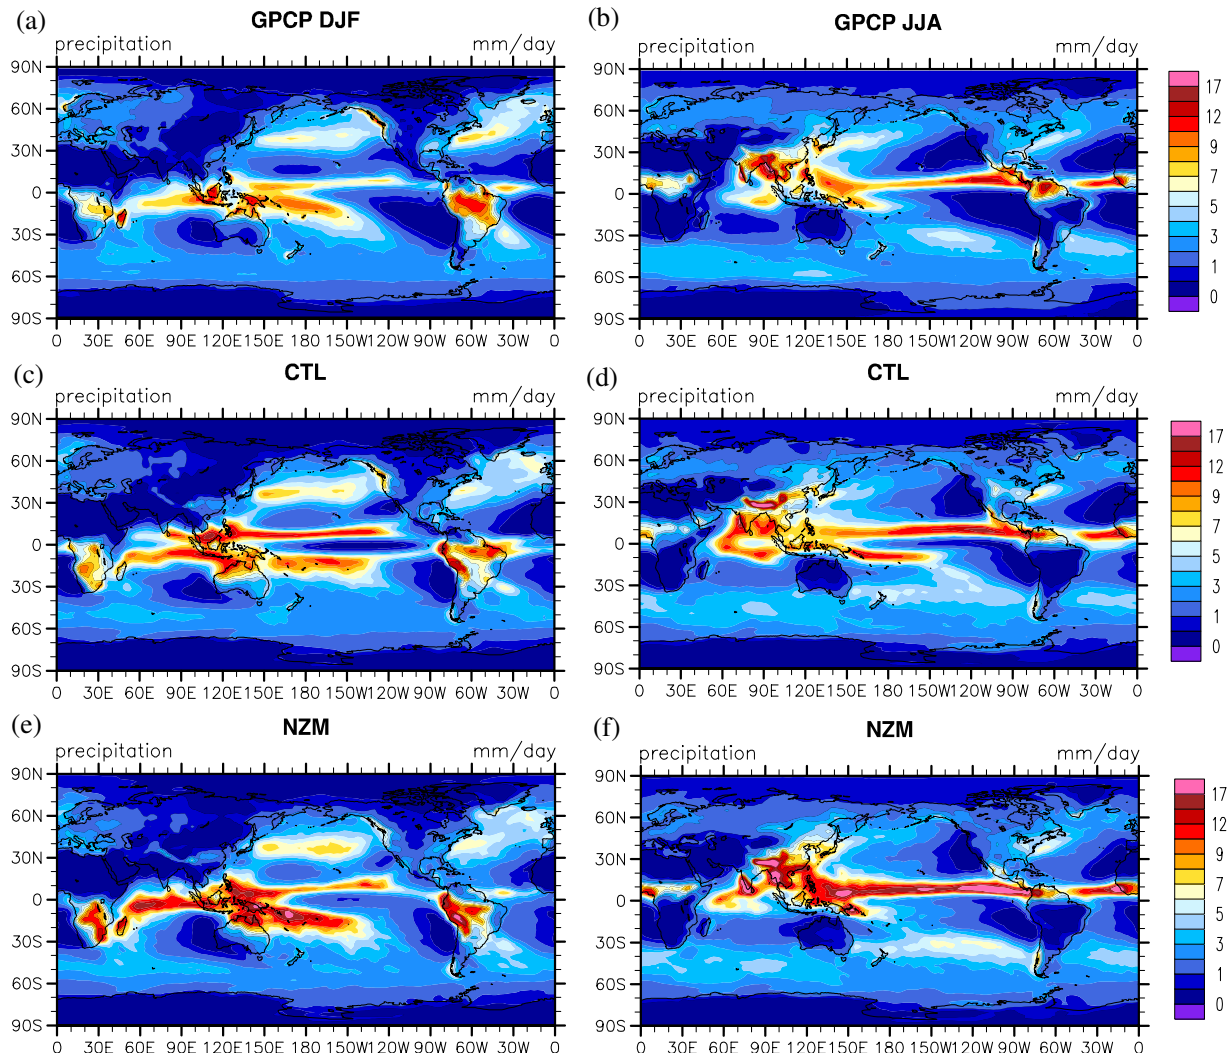 (a) GPCP DJF
precipitation mm/day
90N
60N
30N
0
30S
60S
90S
0 30E 60E 90E 120E 150E 180 150W 120W 90W 60W 30W 0
(b) GPCP JJA
precipitation mm/day
90N
60N
30N
0
30S
60S
90S
0 30E 60E 90E 120E 150E 180 150W 120W 90W 60W 30W 0
17
12
9
7
5
3
1
0
(c) CTL
precipitation mm/day
90N
60N
30N
0
30S
60S
90S
0 30E 60E 90E 120E 150E 180 150W 120W 90W 60W 30W 0
(d) CTL
precipitation mm/day
90N
60N
30N
0
30S
60S
90S
0 30E 60E 90E 120E 150E 180 150W 120W 90W 60W 30W 0
17
12
9
7
5
3
1
0
(e) NZM
precipitation mm/day
90N
60N
30N
0
30S
60S
90S
0 30E 60E 90E 120E 150E 180 150W 120W 90W 60W 30W 0
(f) NZM
precipitation mm/day
90N
60N
30N
0
30S
60S
90S
0 30E 60E 90E 120E 150E 180 150W 120W 90W 60W 30W 0
17
12
9
7
5
3
1
0